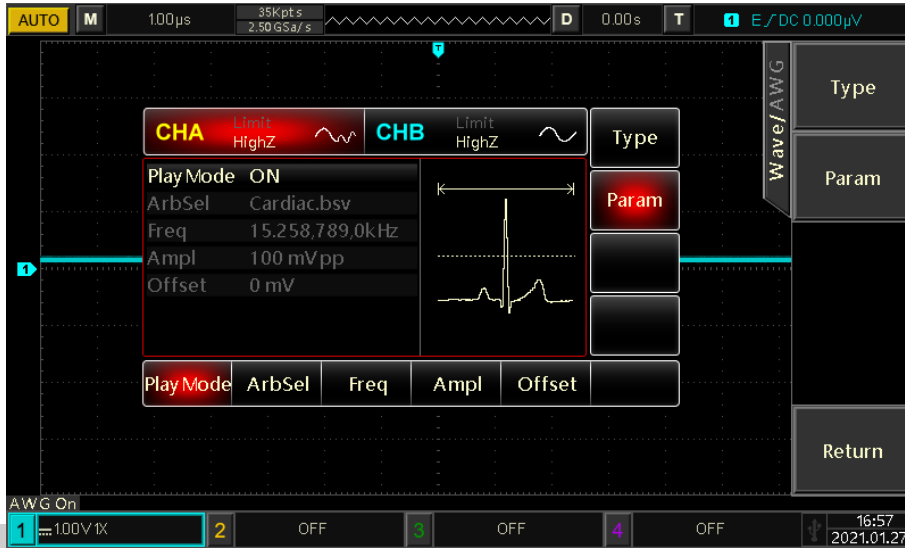 AUTO M 1.00μs 35Kpts D 0.00s T 1 E DC 0.000μV
2.50GSa/s
T
Wave/AWG
Type
Param
Return
CHA Limit HighZ CHB Limit HighZ
Type
Param
Play Mode ON
ArbSel Cardiac.bsv
Freq 15.258,789,0kHz
Ampl 100 mVpp
Offset 0 mV
1
Play Mode ArbSel Freq Ampl Offset
AWG On
1 1.00V 1X 2 OFF 3 OFF 4 OFF 16:57
2021.01.27